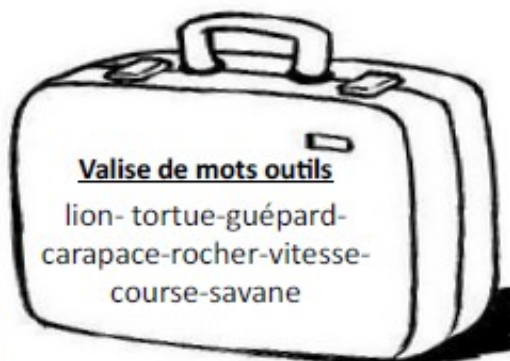 Valise de mots outils
lion- tortue-guépard-
carapace-rocher-vitesse-
course-savane